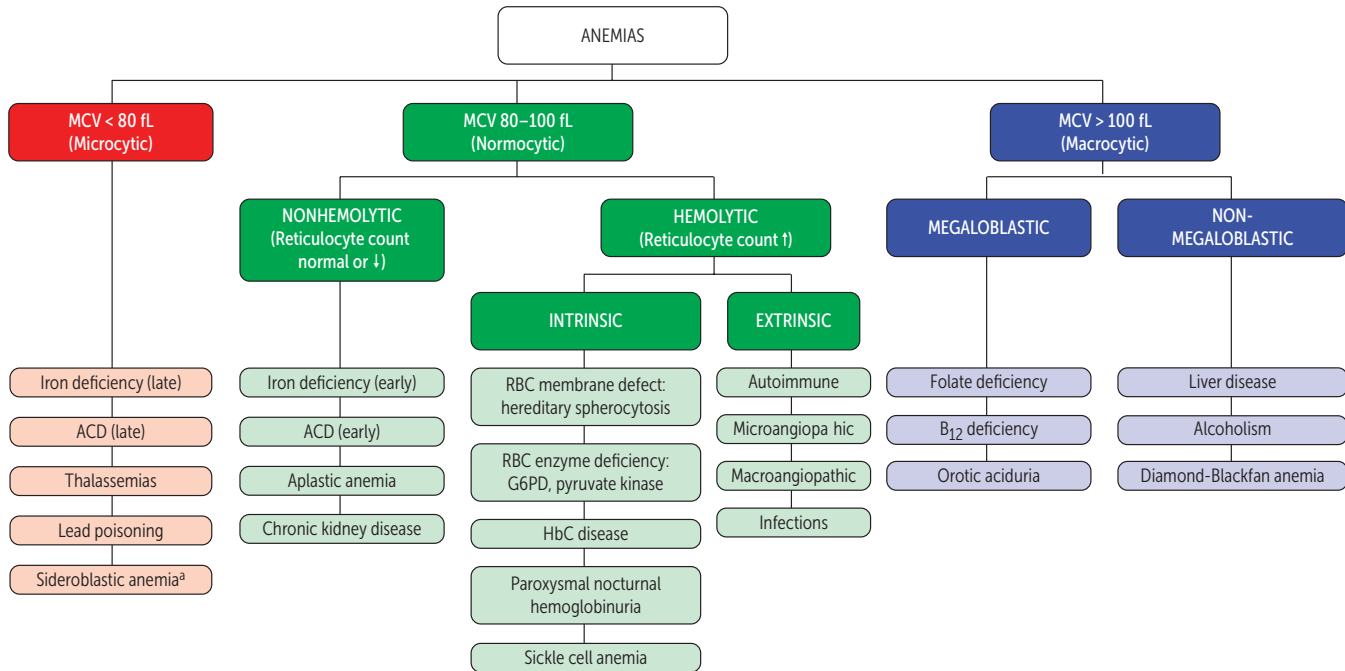 ANEMIAS
MCV < 80 fL
(Microcytic)
MCV 80–100 fL
(Normocytic)
MCV > 100 fL
(Macrocytic)
NONHEMOLYTIC
(Reticulocyte count
normal or ↓)
HEMOLYTIC
(Reticulocyte count ↑)
MEGALOBLASTIC
NON-
MEGALOBLASTIC
INTRINSIC
EXTRINSIC
Iron deficiency (late)
ACD (late)
Thalassemias
Lead poisoning
Sideroblastic anemiaᵃ
Iron deficiency (early)
ACD (early)
Aplastic anemia
Chronic kidney disease
RBC membrane defect:
hereditary spherocytosis
RBC enzyme deficiency:
G6PD, pyruvate kinase
HbC disease
Paroxysmal nocturnal
hemoglobinuria
Sickle cell anemia
Autoimmune
Microangiopa hic
Macroangiopathic
Infections
Folate deficiency
B₁₂ deficiency
Orotic aciduria
Liver disease
Alcoholism
Diamond-Blackfan anemia